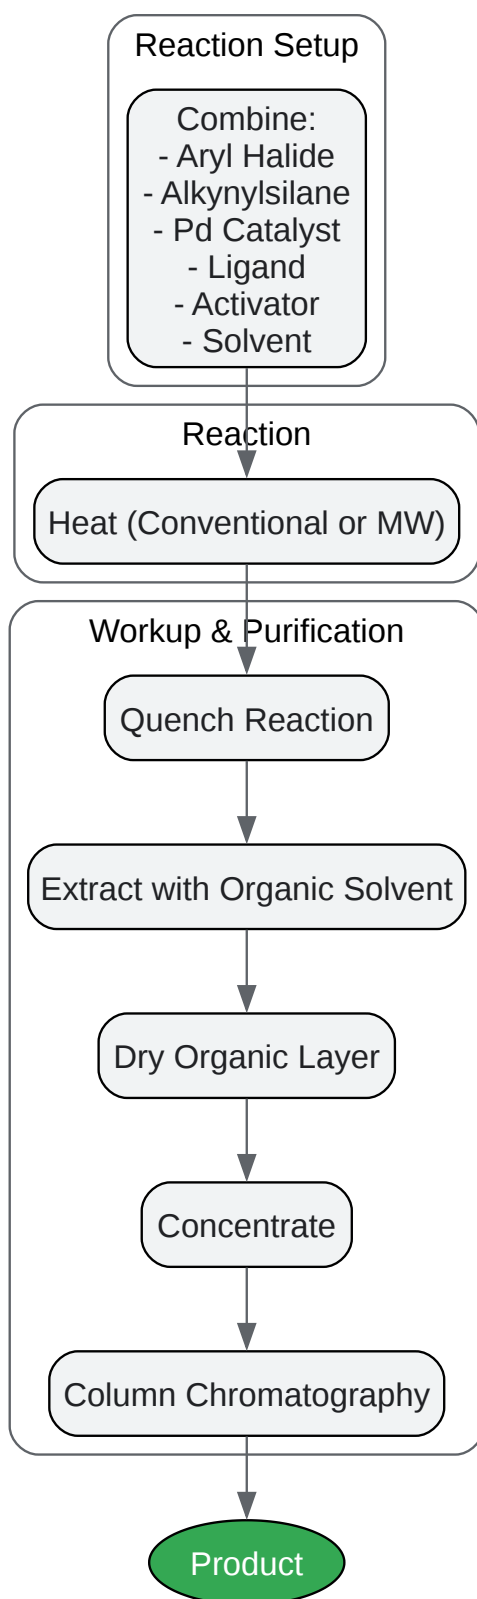 Reaction Setup
Combine:
- Aryl Halide
- Alkynylsilane
- Pd Catalyst
- Ligand
- Activator
- Solvent
Reaction
Heat (Conventional or MW)
Workup & Purification
Quench Reaction
Extract with Organic Solvent
Dry Organic Layer
Concentrate
Column Chromatography
Product